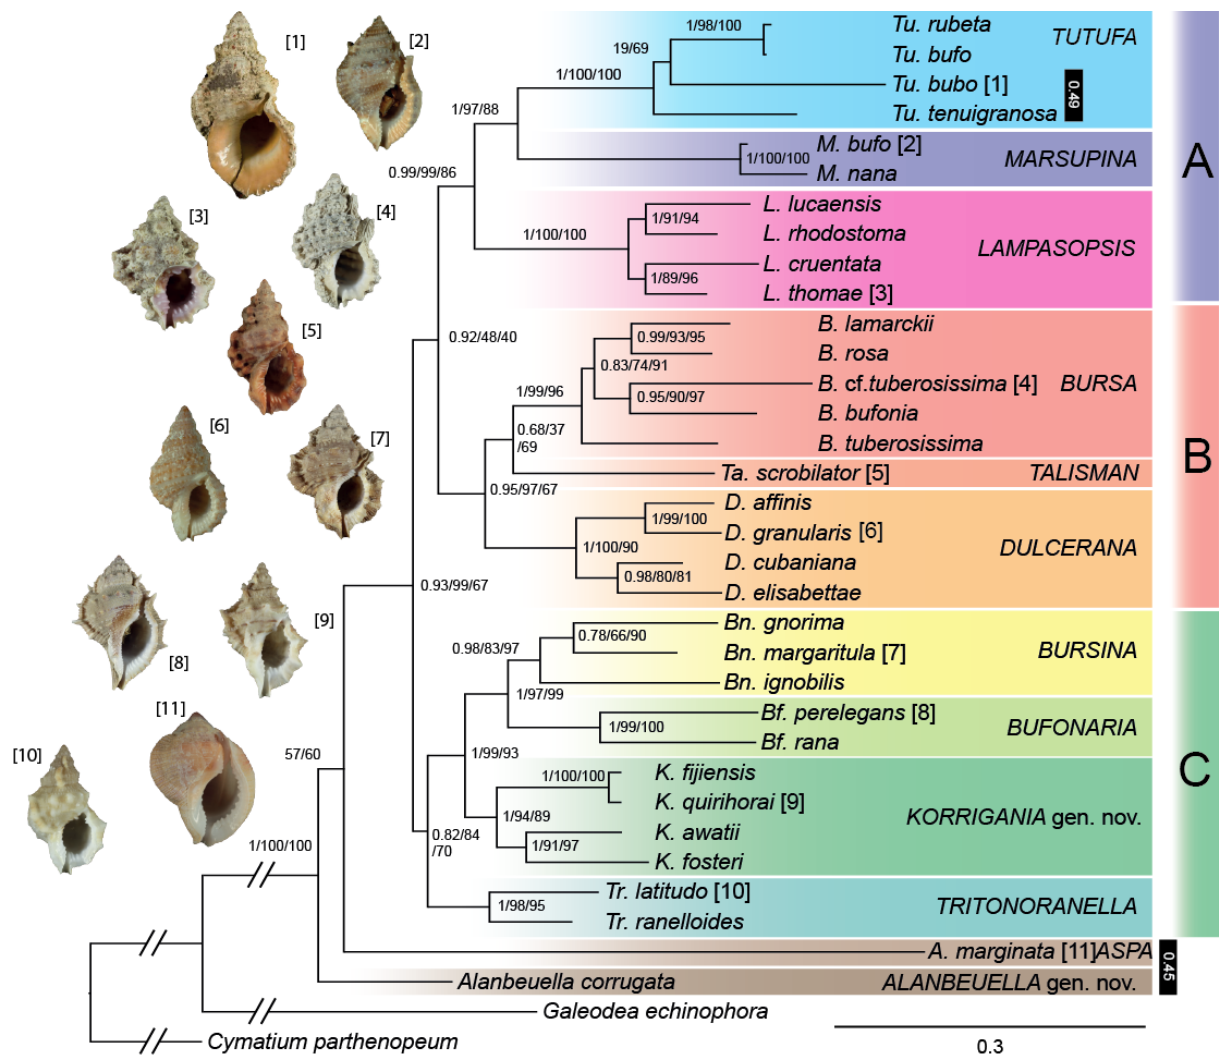 [1]
[2]
[3]
[4]
[5]
[6]
[7]
[8]
[9]
[10]
[11]
1/98/100
19/69
1/100/100
1/97/88
1/100/100
0.99/99/86
1/100/100
1/91/94
1/89/96
0.92/48/40
0.99/93/95
0.83/74/91
1/99/96
0.95/90/97
0.68/37
/69
0.95/97/67
1/99/100
1/100/90
0.98/80/81
0.93/99/67
0.78/66/90
0.98/83/97
1/97/99
1/99/100
1/99/93
57/60
1/100/100
1/94/89
0.82/84
/70
1/91/97
1/100/100
1/98/95
Tu. rubeta
Tu. bufo
Tu. bubo [1]
Tu. tenuigranosa
TUTUFA
0.49
M. bufo [2]
M. nana
MARSUPINA
L. lucaensis
L. rhodostoma
L. cruentata
L. thomae [3]
LAMPASOPSIS
A
B. lamarckii
B. rosa
B. cf.tuberosissima [4]
B. bufonia
B. tuberosissima
BURSA
Ta. scrobilator [5]
TALISMAN
D. affinis
D. granularis [6]
D. cubaniana
D. elisabettae
DULCERANA
B
Bn. gnorima
Bn. margaritula [7]
Bn. ignobilis
BURSINA
Bf. perelegans [8]
Bf. rana
BUFONARIA
K. fijiensis
K. quirihorai [9]
K. awatii
K. fosteri
KORRIGANIA gen. nov.
Tr. latitudo [10]
Tr. ranelloides
TRITONORANELLA
C
A. marginata [11]
ASPA
0.45
Alanbeuella corrugata
ALANBEUELLA gen. nov.
Galeodea echinophora
Cymatium parthenopeum
0.3